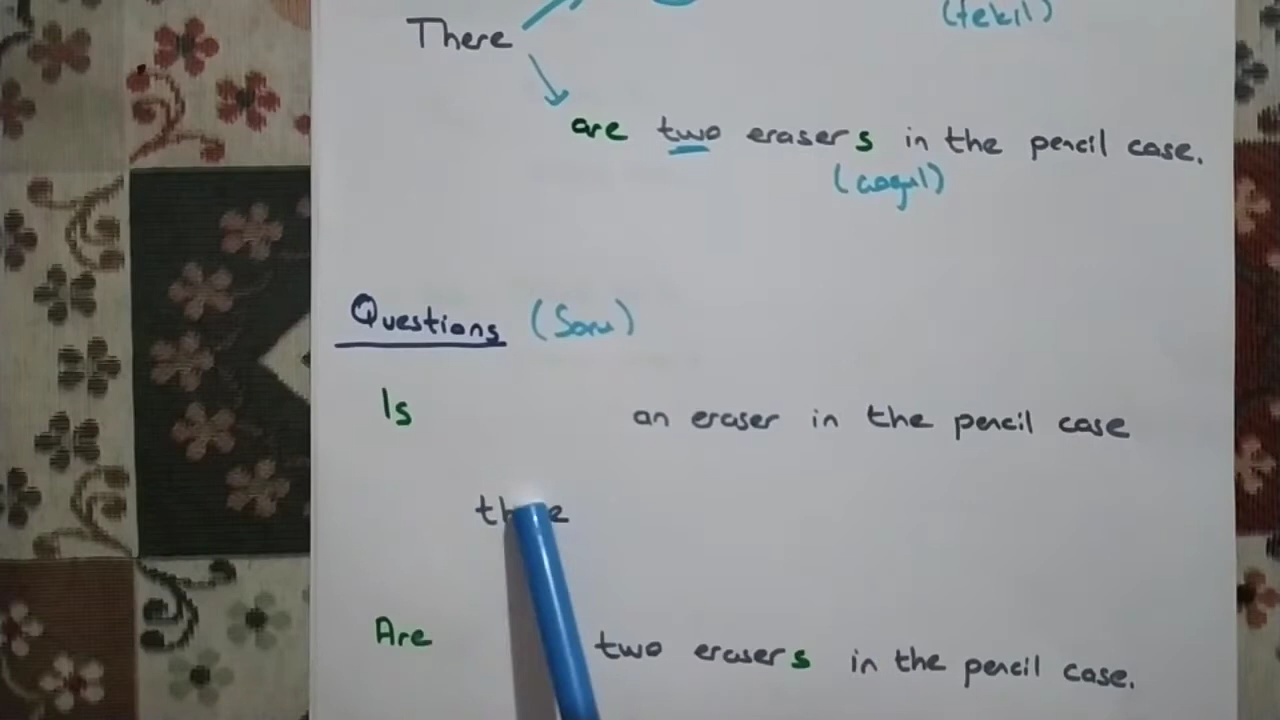 (tekil)
There
are two erasers in the pencil case.
(çoğul)
Questions (Soru)
Is an eraser in the pencil case
Are two erasers in the pencil case.